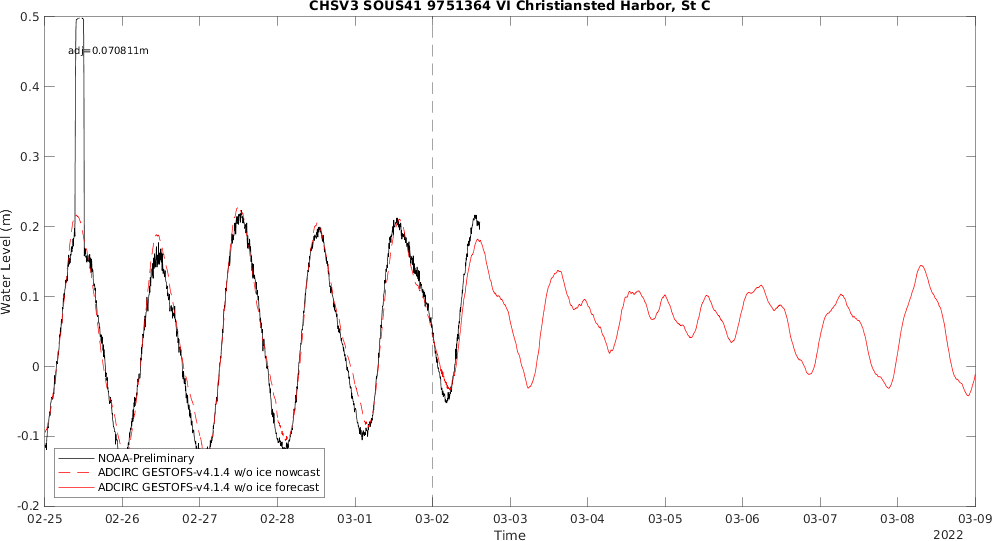 CHSV3 SOUS41 9751364 VI Christiansted Harbor, St C
adj=0.070811m
Water Level (m)
0.5
0.4
0.3
0.2
0.1
0
-0.1
-0.2
NOAA-Preliminary
ADCIRC GESTOFS-v4.1.4 w/o ice nowcast
ADCIRC GESTOFS-v4.1.4 w/o ice forecast
02-25 02-26 02-27 02-28 03-01 03-02 03-03 03-04 03-05 03-06 03-07 03-08 03-09
Time
2022